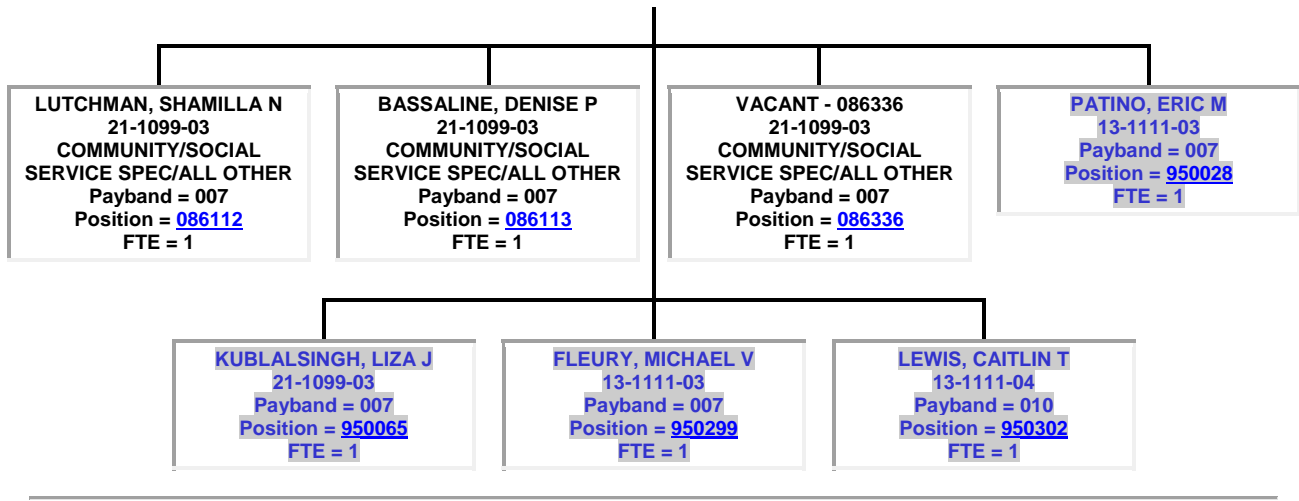 LUTCHMAN, SHAMILLA N
21-1099-03
COMMUNITY/SOCIAL
SERVICE SPEC/ALL OTHER
Payband = 007
Position = 086112
FTE = 1
BASSALINE, DENISE P
21-1099-03
COMMUNITY/SOCIAL
SERVICE SPEC/ALL OTHER
Payband = 007
Position = 086113
FTE = 1
VACANT - 086336
21-1099-03
COMMUNITY/SOCIAL
SERVICE SPEC/ALL OTHER
Payband = 007
Position = 086336
FTE = 1
PATINO, ERIC M
13-1111-03
Payband = 007
Position = 950028
FTE = 1
KUBLALSINGH, LIZA J
21-1099-03
Payband = 007
Position = 950065
FTE = 1
FLEURY, MICHAEL V
13-1111-03
Payband = 007
Position = 950299
FTE = 1
LEWIS, CAITLIN T
13-1111-04
Payband = 010
Position = 950302
FTE = 1